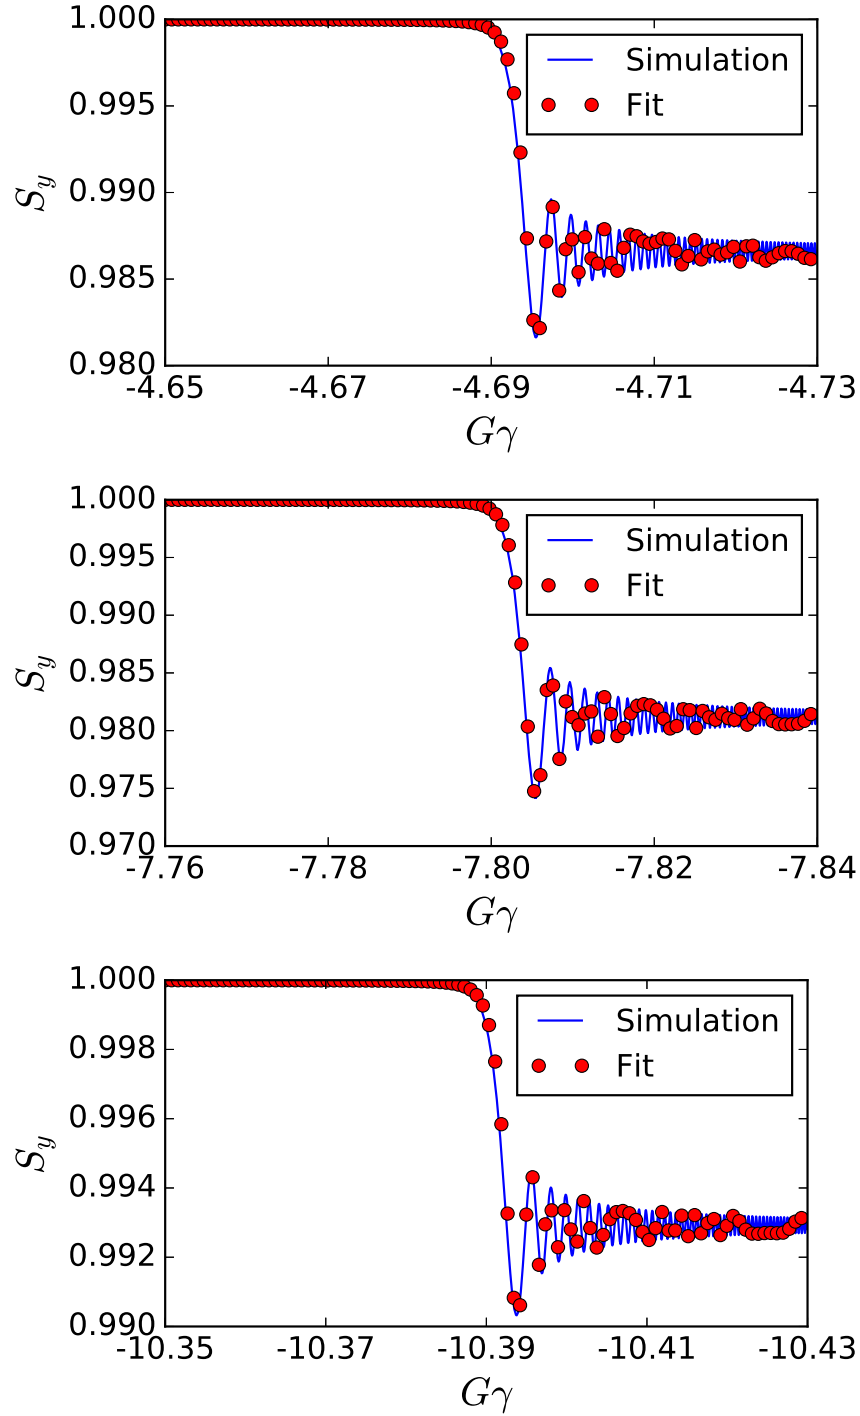 1.000
Simulation
Fit
0.995
0.990
S_y
0.985
0.980
-4.65 -4.67 -4.69 -4.71 -4.73
Gγ
1.000
Simulation
Fit
0.995
0.990
0.985
S_y
0.980
0.975
0.970
-7.76 -7.78 -7.80 -7.82 -7.84
Gγ
1.000
Simulation
Fit
0.998
0.996
S_y
0.994
0.992
0.990
-10.35 -10.37 -10.39 -10.41 -10.43
Gγ